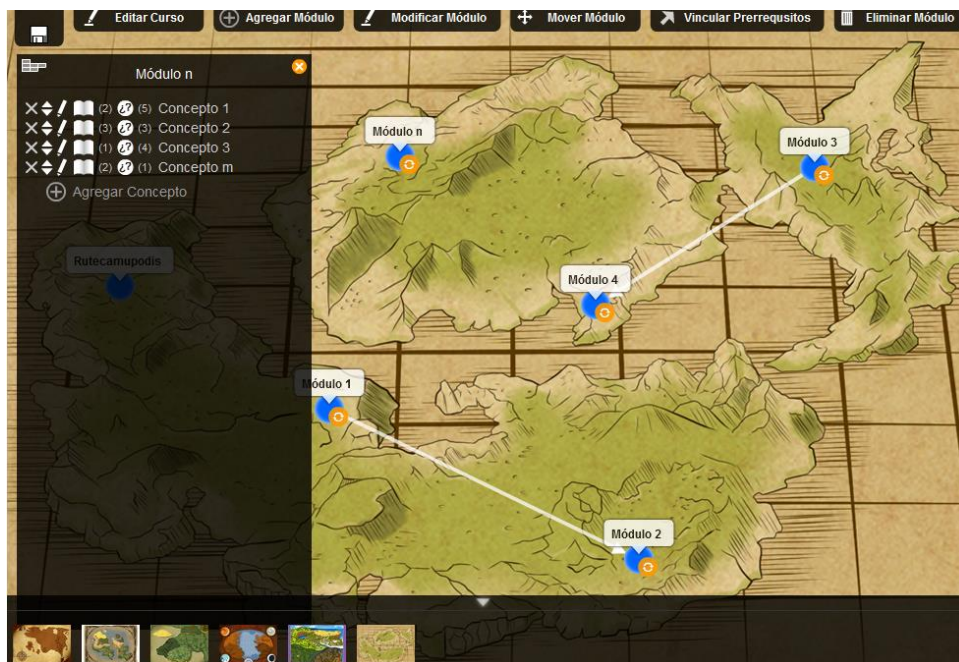 Editar Curso
Agregar Módulo
Modificar Módulo
Mover Módulo
Vincular Prerrequsitos
Eliminar Módulo
Módulo n
(2) ¿? (5) Concepto 1
(3) ¿? (3) Concepto 2
(1) ¿? (4) Concepto 3
(2) ¿? (1) Concepto m
Agregar Concepto
Módulo n
Módulo 3
Rutecamupodis
Módulo 4
Módulo 1
Módulo 2